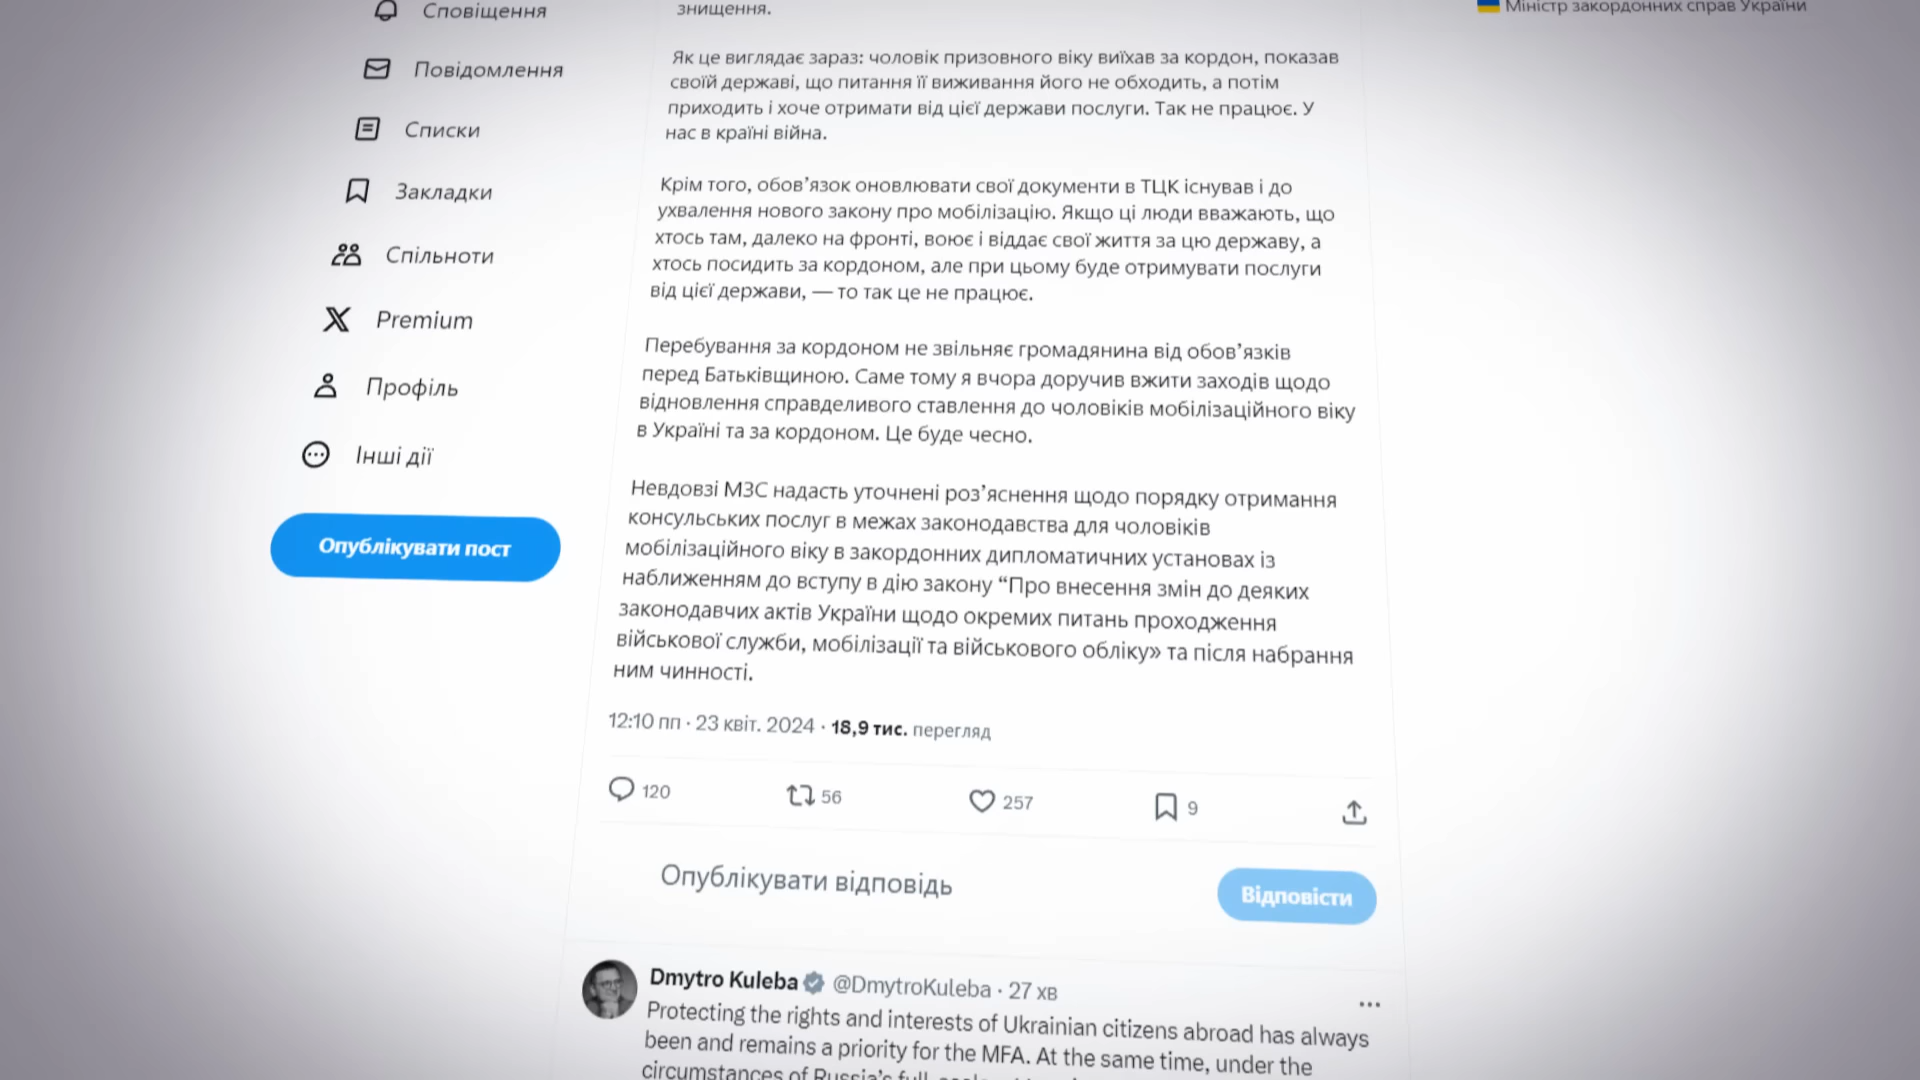 Сповіщення
Повідомлення
Списки
Закладки
Спільноти
Premium
Профіль
Інші дії
Опублікувати пост
знищення.
Як це виглядає зараз: чоловік призовного віку виїхав за кордон, показав
своїй державі, що питання її виживання його не обходить, а потім
приходить і хоче отримати від цієї держави послуги. Так не працює. У
нас в країні війна.
Крім того, обов’язок оновлювати свої документи в ТЦК існував і до
ухвалення нового закону про мобілізацію. Якщо ці люди вважають, що
хтось там, далеко на фронті, воює і віддає свої життя за цю державу, а
хтось посидить за кордоном, але при цьому буде отримувати послуги
від цієї держави, — то так це не працює.
Перебування за кордоном не звільняє громадянина від обов’язків
перед Батьківщиною. Саме тому я вчора доручив вжити заходів щодо
відновлення справделивого ставлення до чоловіків мобілізаційного віку
в Україні та за кордоном. Це буде чесно.
Невдовзі МЗС надасть уточнені роз’яснення щодо порядку отримання
консульських послуг в межах законодавства для чоловіків
мобілізаційного віку в закордонних дипломатичних установах із
наближенням до вступу в дію закону “Про внесення змін до деяких
законодавчих актів України щодо окремих питань проходження
військової служби, мобілізації та військового обліку» та після набрання
ним чинності.
12:10 пп · 23 квіт. 2024 · 18,9 тис. перегляд
120 56 257 9
Опублікувати відповідь
Відповісти
Dmytro Kuleba @DmytroKuleba · 27 хв
Protecting the rights and interests of Ukrainian citizens abroad has always
been and remains a priority for the MFA. At the same time, under the
circumstances of Russia’s
Міністр закордонних справ України